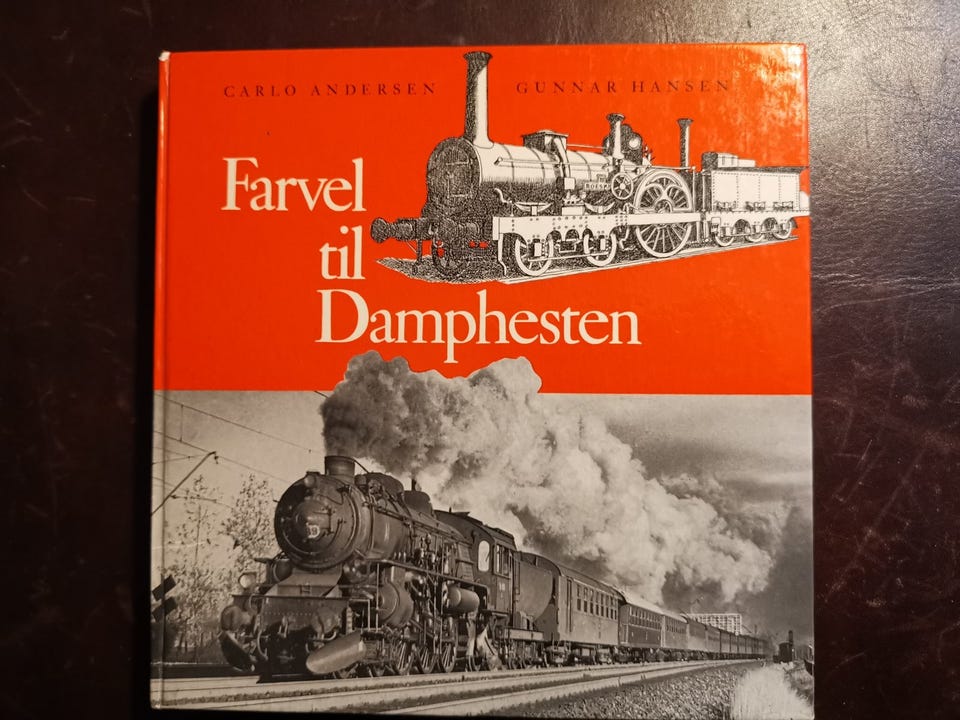 CARLO ANDERSEN GUNNAR HANSEN
Farvel
til
Damphesten